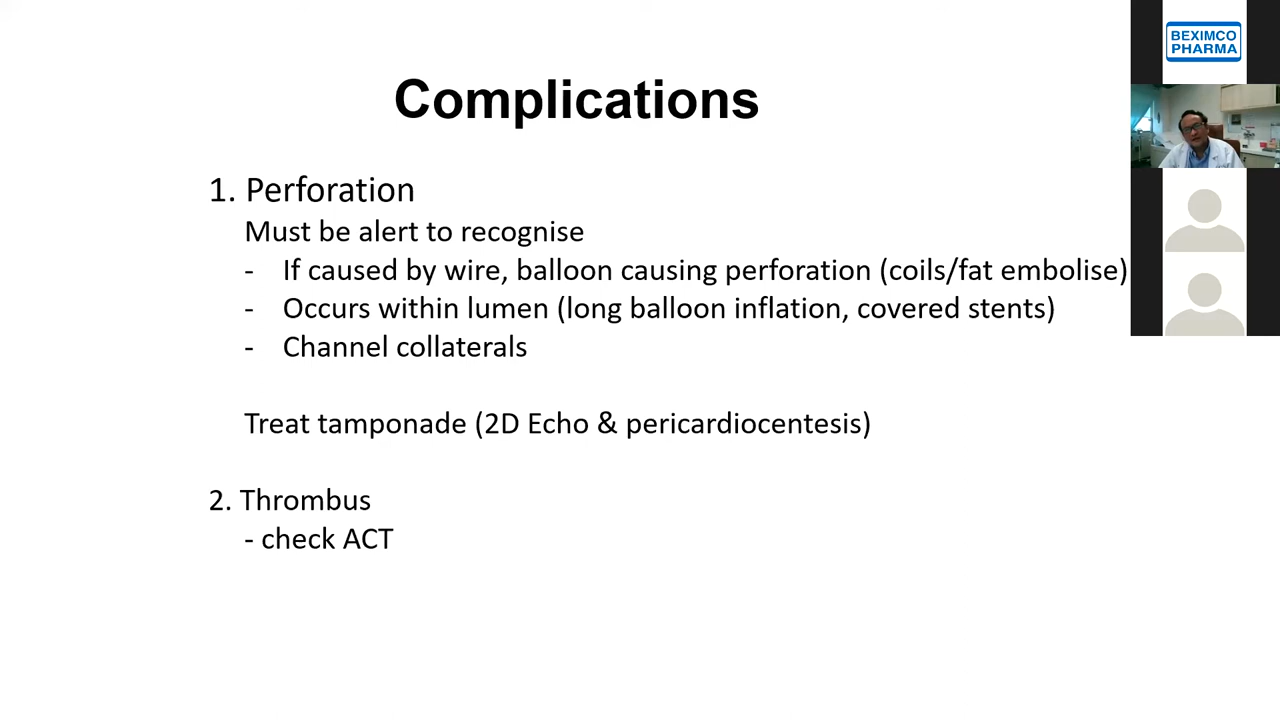 BEXIMCO
PHARMA
Complications
1. Perforation
Must be alert to recognise
- If caused by wire, balloon causing perforation (coils/fat embolise)
- Occurs within lumen (long balloon inflation, covered stents)
- Channel collaterals
Treat tamponade (2D Echo & pericardiocentesis)
2. Thrombus
- check ACT